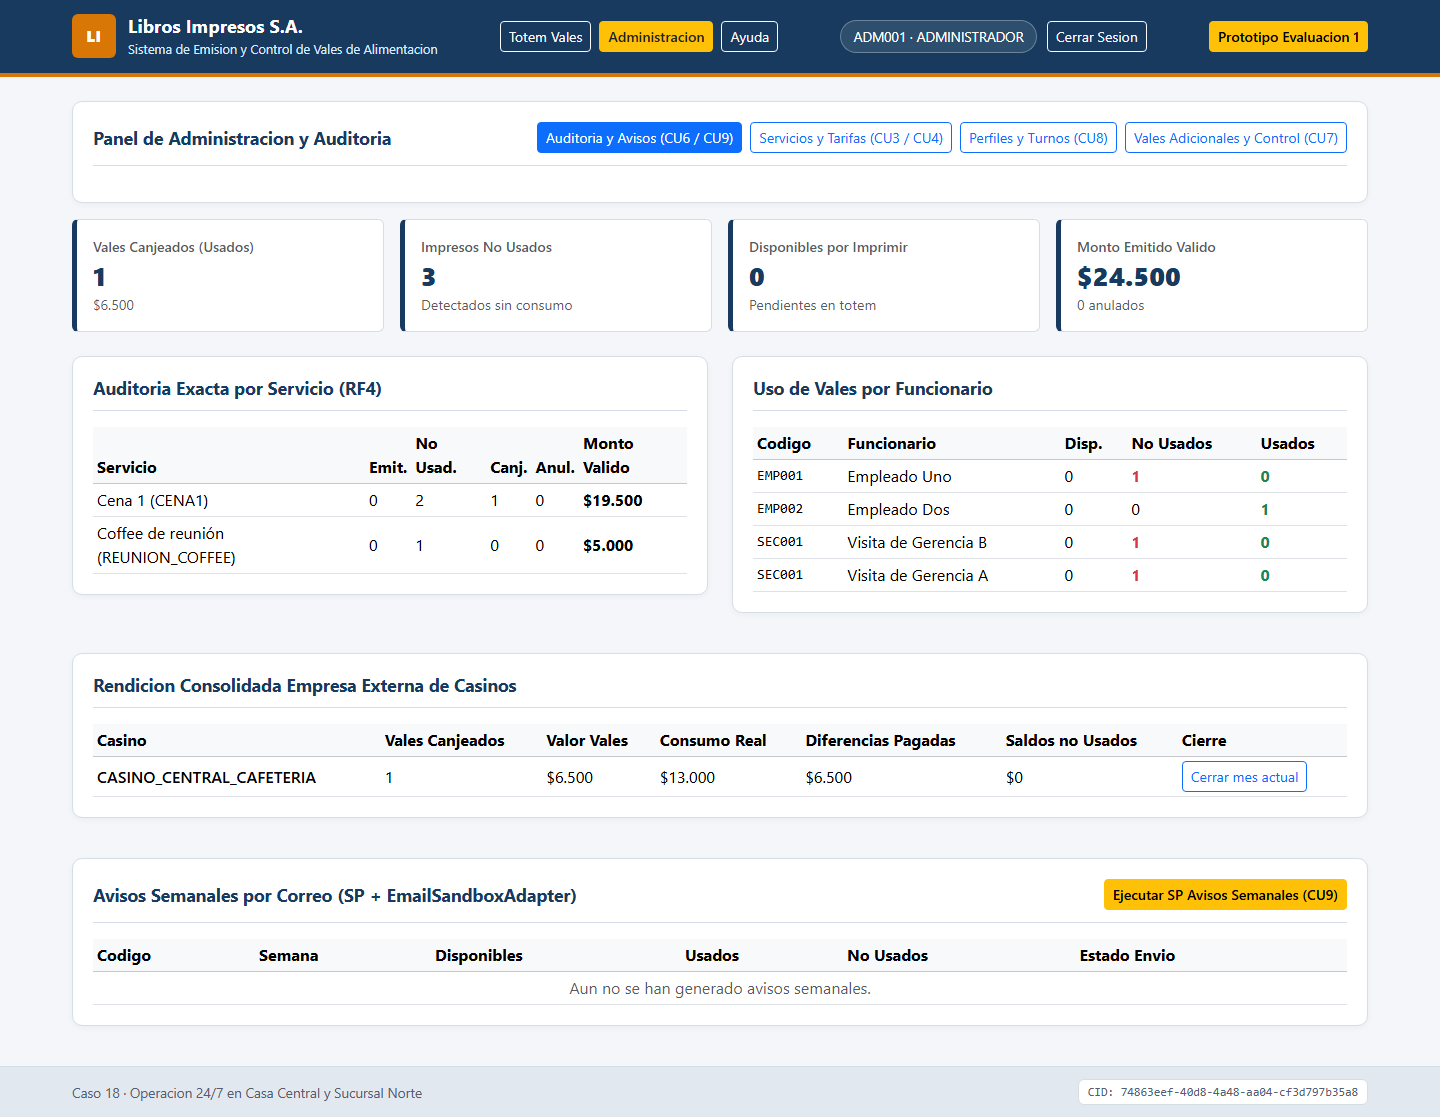 LI
Libros Impresos S.A.
Sistema de Emision y Control de Vales de Alimentacion
Totem Vales
Administracion
Ayuda
ADM001 · ADMINISTRADOR
Cerrar Sesion
Prototipo Evaluacion 1
Panel de Administracion y Auditoria
Auditoria y Avisos (CU6 / CU9)
Servicios y Tarifas (CU3 / CU4)
Perfiles y Turnos (CU8)
Vales Adicionales y Control (CU7)
Vales Canjeados (Usados)
1
$6.500
Impresos No Usados
3
Detectados sin consumo
Disponibles por Imprimir
0
Pendientes en totem
Monto Emitido Valido
$24.500
0 anulados
Auditoria Exacta por Servicio (RF4)
Servicio Emit. No Usad. Canj. Anul. Monto Valido
Cena 1 (CENA1) 0 2 1 0 $19.500
Coffee de reunión (REUNION_COFFEE) 0 1 0 0 $5.000
Uso de Vales por Funcionario
Codigo Funcionario Disp. No Usados Usados
EMP001 Empleado Uno 0 1 0
EMP002 Empleado Dos 0 0 1
SEC001 Visita de Gerencia B 0 1 0
SEC001 Visita de Gerencia A 0 1 0
Rendicion Consolidada Empresa Externa de Casinos
Casino Vales Canjeados Valor Vales Consumo Real Diferencias Pagadas Saldos no Usados Cierre
CASINO_CENTRAL_CAFETERIA 1 $6.500 $13.000 $6.500 $0 Cerrar mes actual
Avisos Semanales por Correo (SP + EmailSandboxAdapter)
Ejecutar SP Avisos Semanales (CU9)
Codigo Semana Disponibles Usados No Usados Estado Envio
Aun no se han generado avisos semanales.
Caso 18 · Operacion 24/7 en Casa Central y Sucursal Norte
CID: 74863eef-40d8-4a48-aa04-cf3d797b35a8